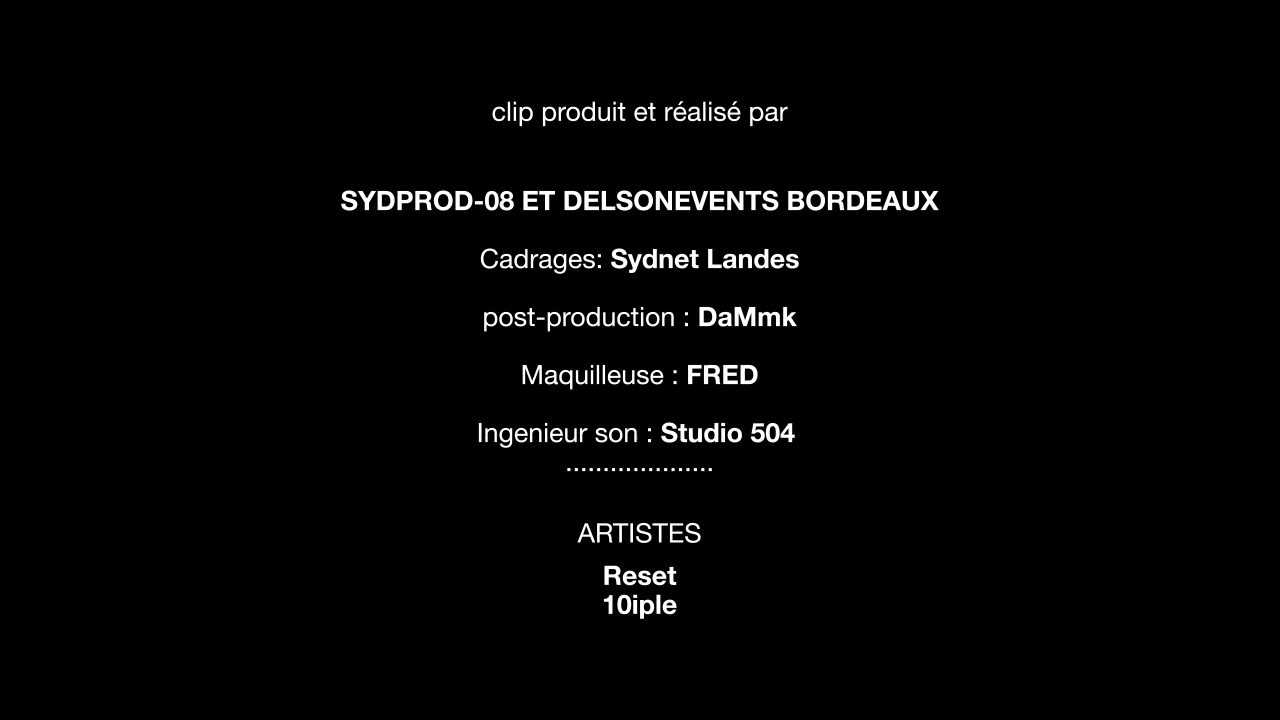 clip produit et réalisé par
SYDPROD-08 ET DELSONEVENTS BORDEAUX
Cadrages: Sydnet Landes
post-production : DaMmk
Maquilleuse : FRED
Ingenieur son : Studio 504
....................
ARTISTES
Reset
10iple